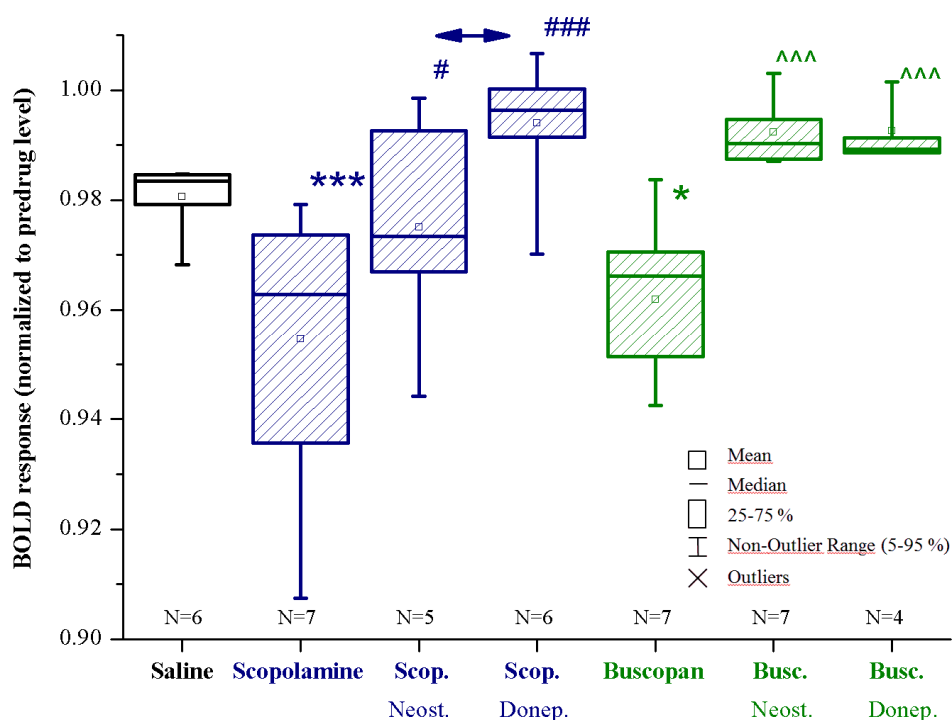 BOLD response (normalized to predrug level)
1.00
0.98
0.96
0.94
0.92
0.90
***
#
###
*
^^^
^^^
Mean
Median
25-75 %
Non-Outlier Range (5-95 %)
Outliers
N=6 N=7 N=5 N=6 N=7 N=7 N=4
Saline Scopolamine Scop. Scop. Buscopan Busc. Busc.
Neost. Donep. Neost. Donep.